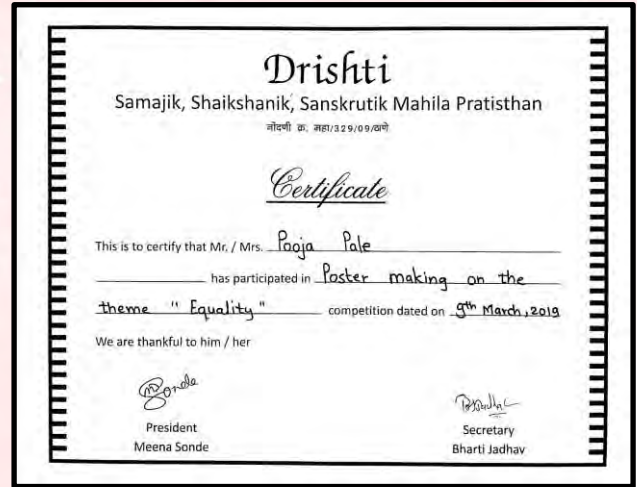 Drishti
Samajik, Shaikshanik, Sanskrutik Mahila Pratisthan
नोंदणी क्र. महा/329/09/ठाणे
Certificate
This is to certify that Mr. / Mrs. Pooja Pale
has participated in Poster making on the
theme " Equality" competition dated on 9th March, 2019
We are thankful to him / her
President Secretary
Meena Sonde Bharti Jadhav